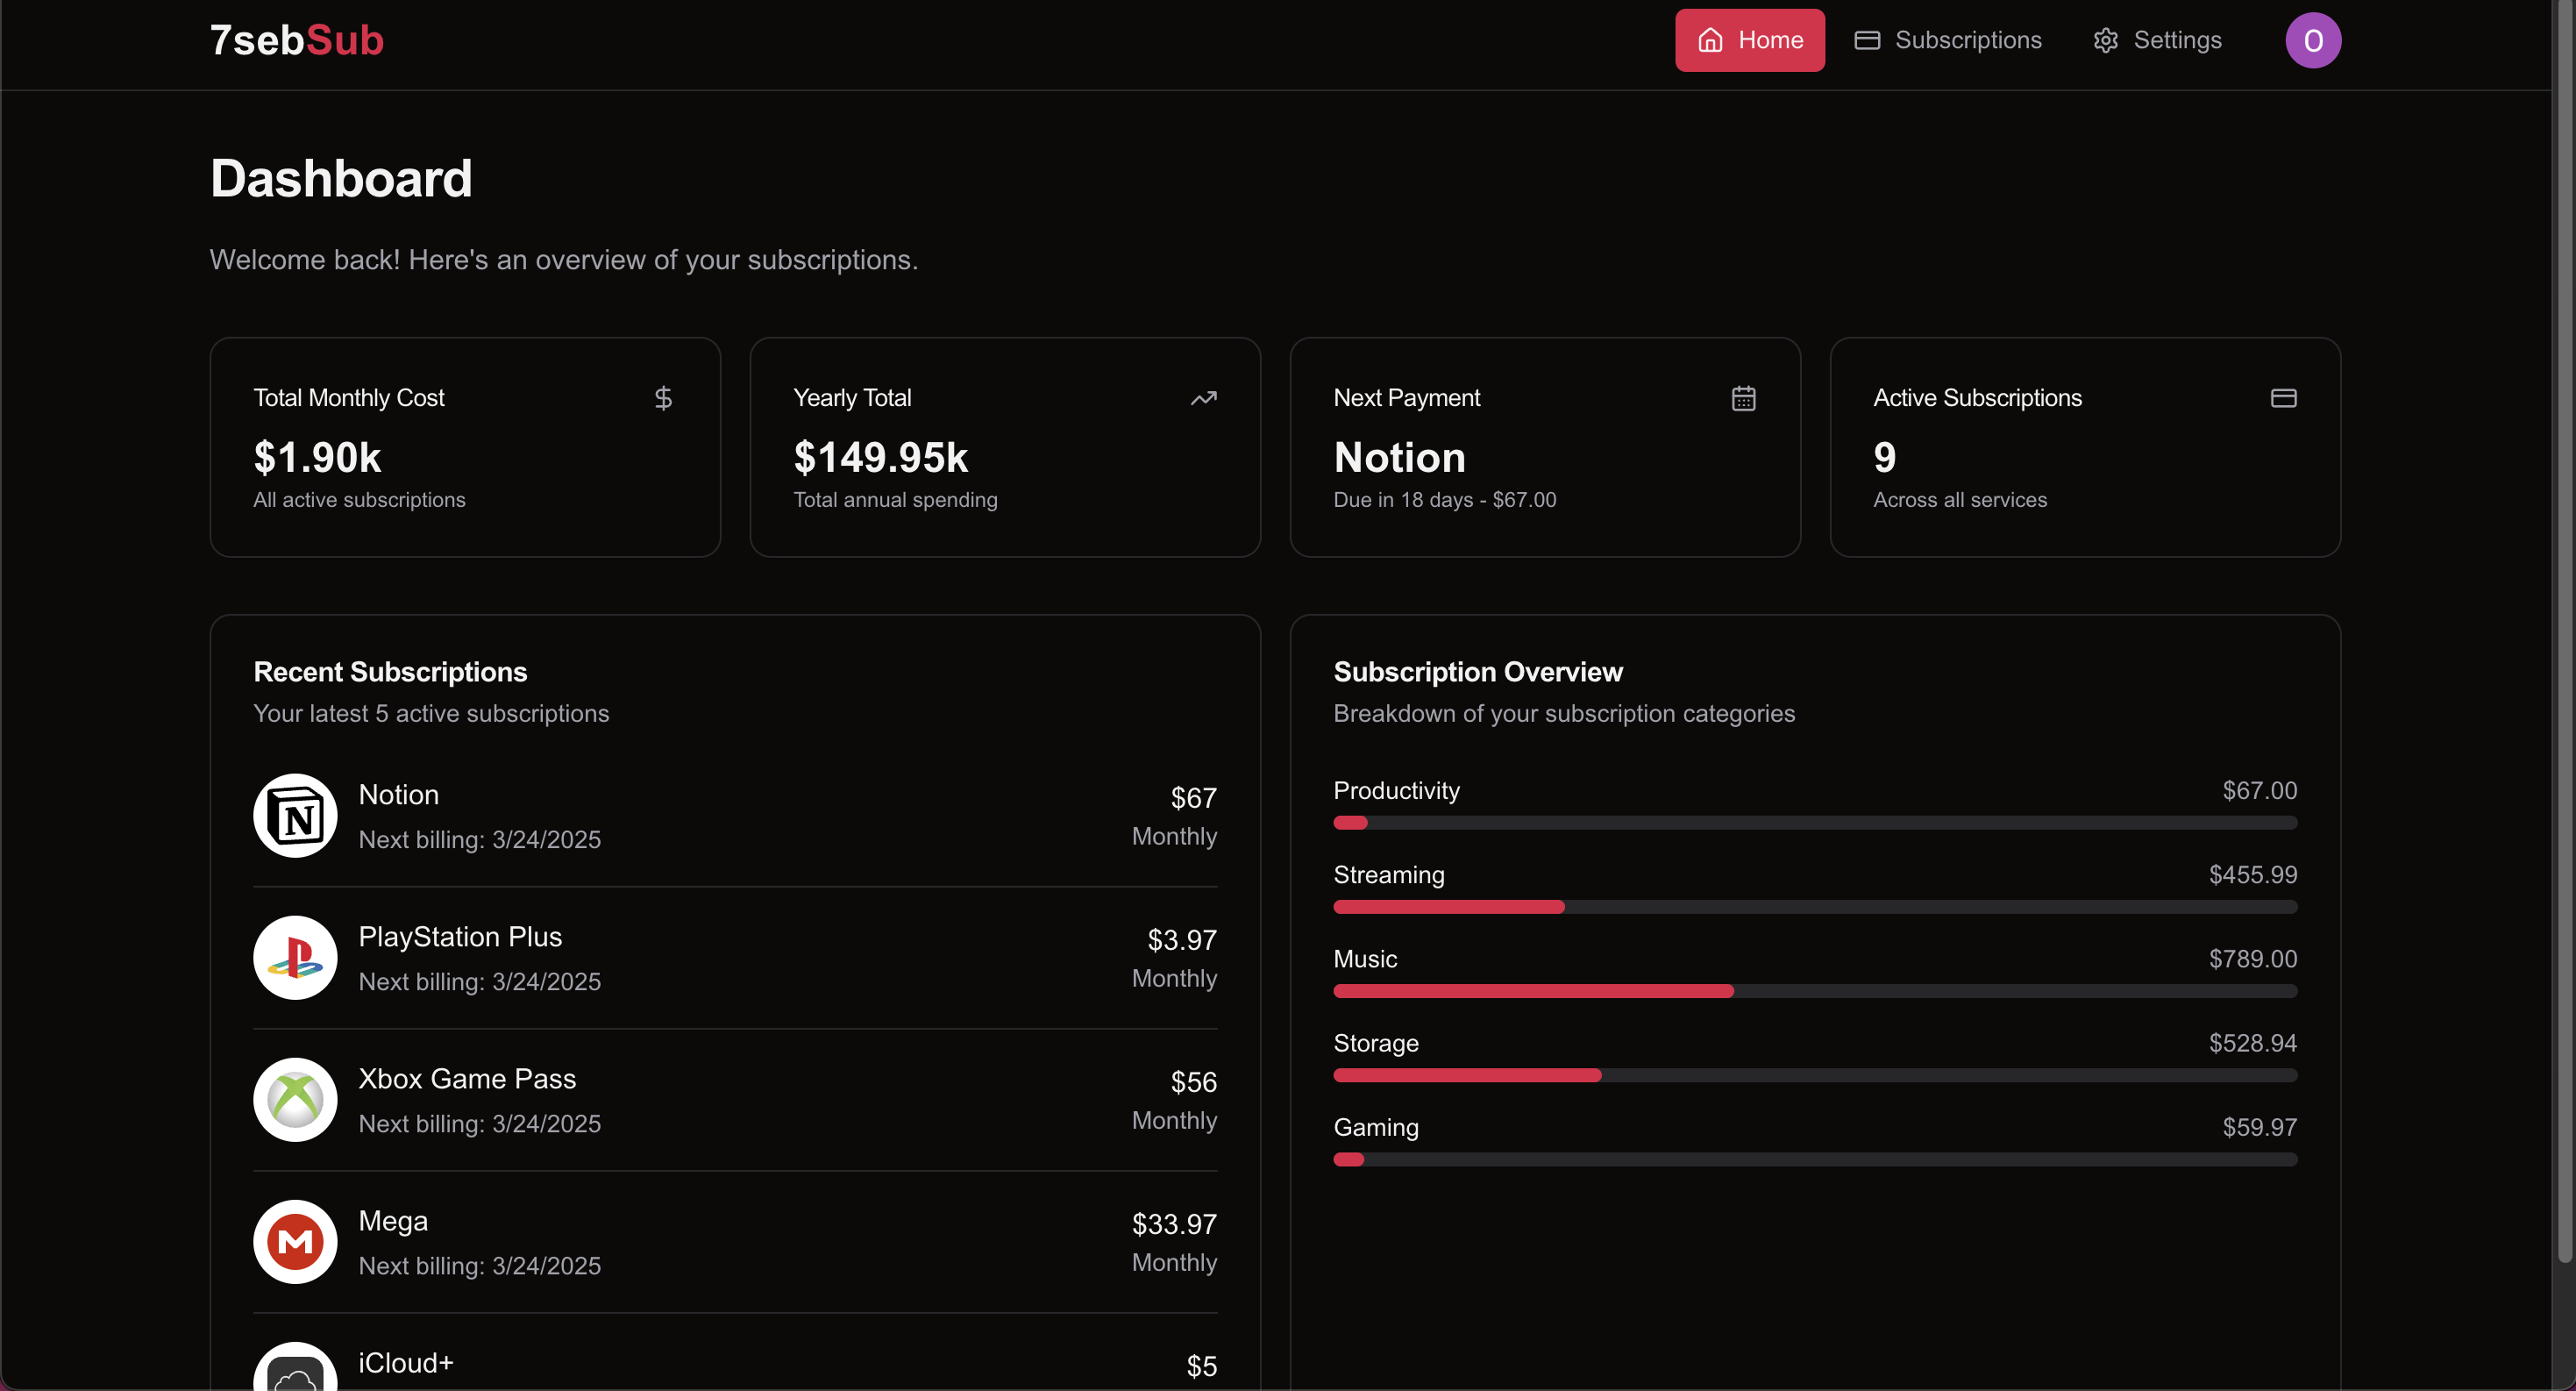 7sebSub
Home
Subscriptions
Settings
O
Dashboard
Welcome back! Here's an overview of your subscriptions.
Total Monthly Cost
$1.90k
All active subscriptions
Yearly Total
$149.95k
Total annual spending
Next Payment
Notion
Due in 18 days - $67.00
Active Subscriptions
9
Across all services
Recent Subscriptions
Your latest 5 active subscriptions
N
Notion
Next billing: 3/24/2025
$67
Monthly
PlayStation Plus
Next billing: 3/24/2025
$3.97
Monthly
Xbox Game Pass
Next billing: 3/24/2025
$56
Monthly
M
Mega
Next billing: 3/24/2025
$33.97
Monthly
iCloud+
$5
Subscription Overview
Breakdown of your subscription categories
Productivity
$67.00
Streaming
$455.99
Music
$789.00
Storage
$528.94
Gaming
$59.97